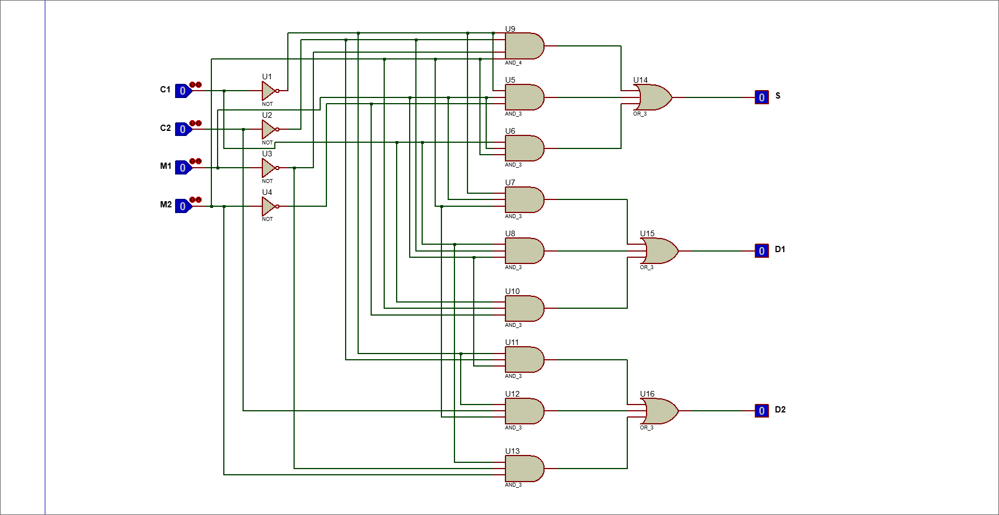 U9
AND_4
C1 0
U1
NOT
U5
AND_3
U14
OR_3
0 S
C2 0
U2
NOT
U6
AND_3
M1 0
U3
NOT
M2 0
U4
NOT
U7
AND_3
U8
AND_3
U15
OR_3
0 D1
U10
AND_3
U11
AND_3
U12
AND_3
U16
OR_3
0 D2
U13
AND_3